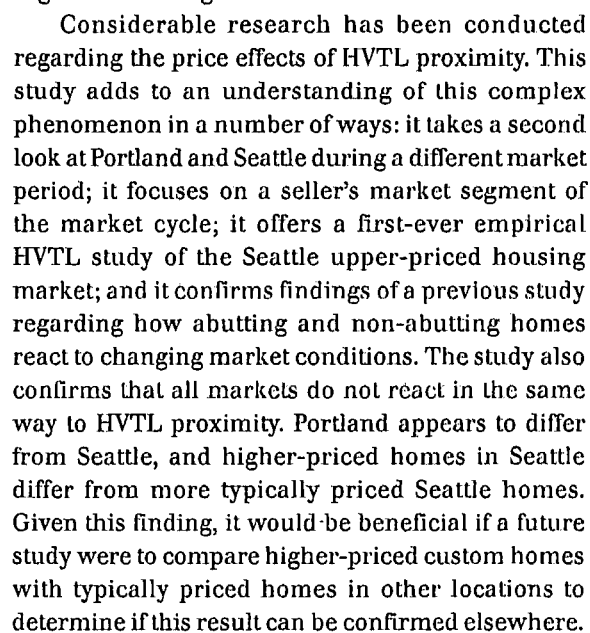 Considerable research has been conducted
regarding the price effects of HVTL proximity. This
study adds to an understanding of this complex
phenomenon in a number of ways: it takes a second
look at Portland and Seattle during a different market
period; it focuses on a seller's market segment of
the market cycle; it offers a first-ever empirical
HVTL study of the Seattle upper-priced housing
market; and it confirms findings of a previous study
regarding how abutting and non-abutting homes
react to changing market conditions. The study also
confirms that all markets do not react in the same
way to HVTL proximity. Portland appears to differ
from Seattle, and higher-priced homes in Seattle
differ from more typically priced Seattle homes.
Given this finding, it would be beneficial if a future
study were to compare higher-priced custom homes
with typically priced homes in other locations to
determine if this result can be confirmed elsewhere.